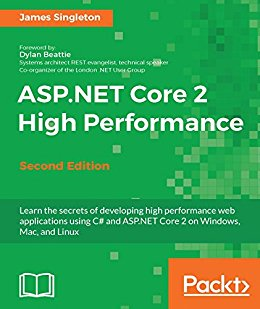 James Singleton
Foreword by
Dylan Beattie
Systems architect REST evangelist, technical speaker
Co-organizer of the London .NET User Group
ASP.NET Core 2
High Performance
Second Edition
Learn the secrets of developing high performance web
applications using C# and ASP.NET Core 2 on Windows,
Mac, and Linux
Packt>